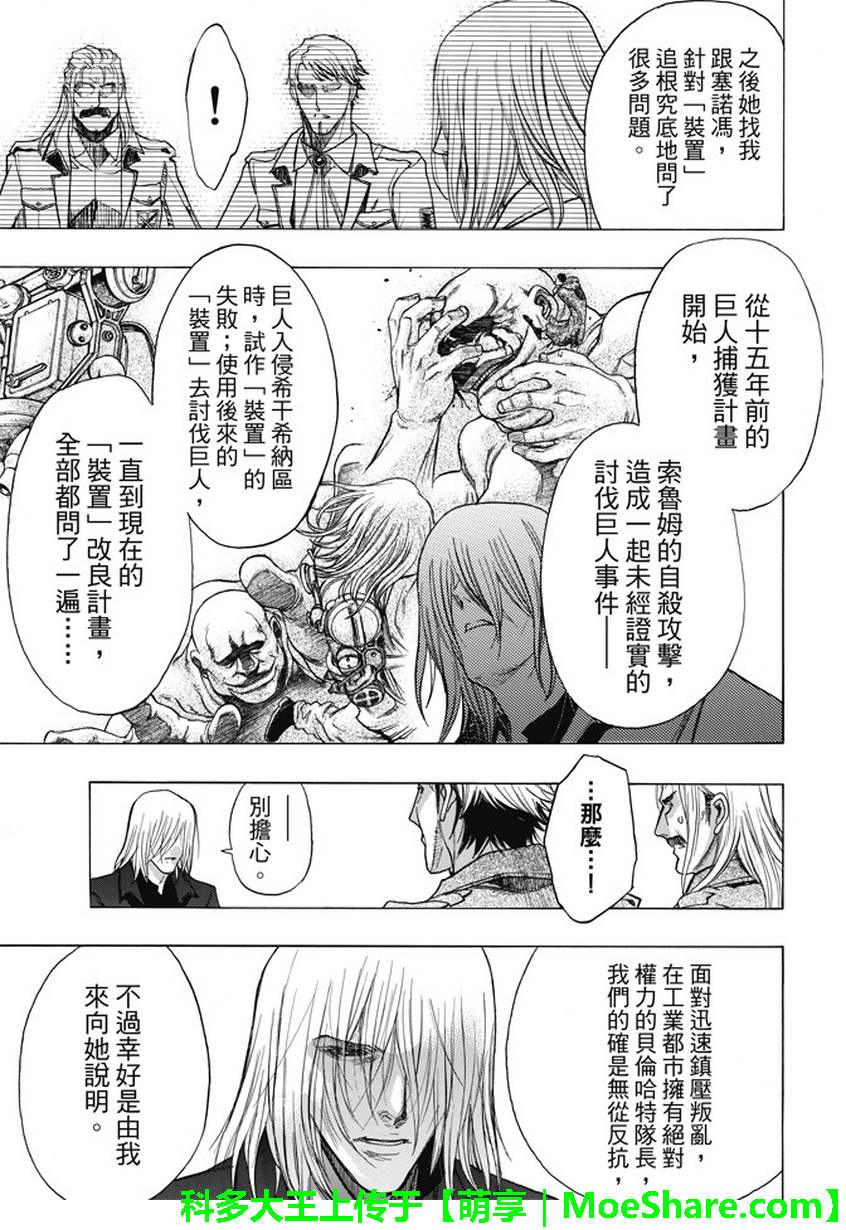 之後她找我
跟塞諾馮，
針對「裝置」
追根究底地問了
很多問題。
！
從十五年前的
巨人捕獲計畫
開始，
索魯姆的自殺攻擊，
造成一起未經證實的
討伐巨人事件——
巨人入侵希干希納區
時，試作「裝置」的
失敗；使用後來的
「裝置」去討伐巨人，
一直到現在的
「裝置」改良計畫，
全部都問了一遍……
…那麼…！
——
別擔心。
面對迅速鎮壓叛亂，
在工業都市擁有絕對
權力的貝倫哈特隊長，
我們的確是無從反抗，
不過幸好是由我
來向她說明。
科多大王上传于【萌享｜MoeShare.com】